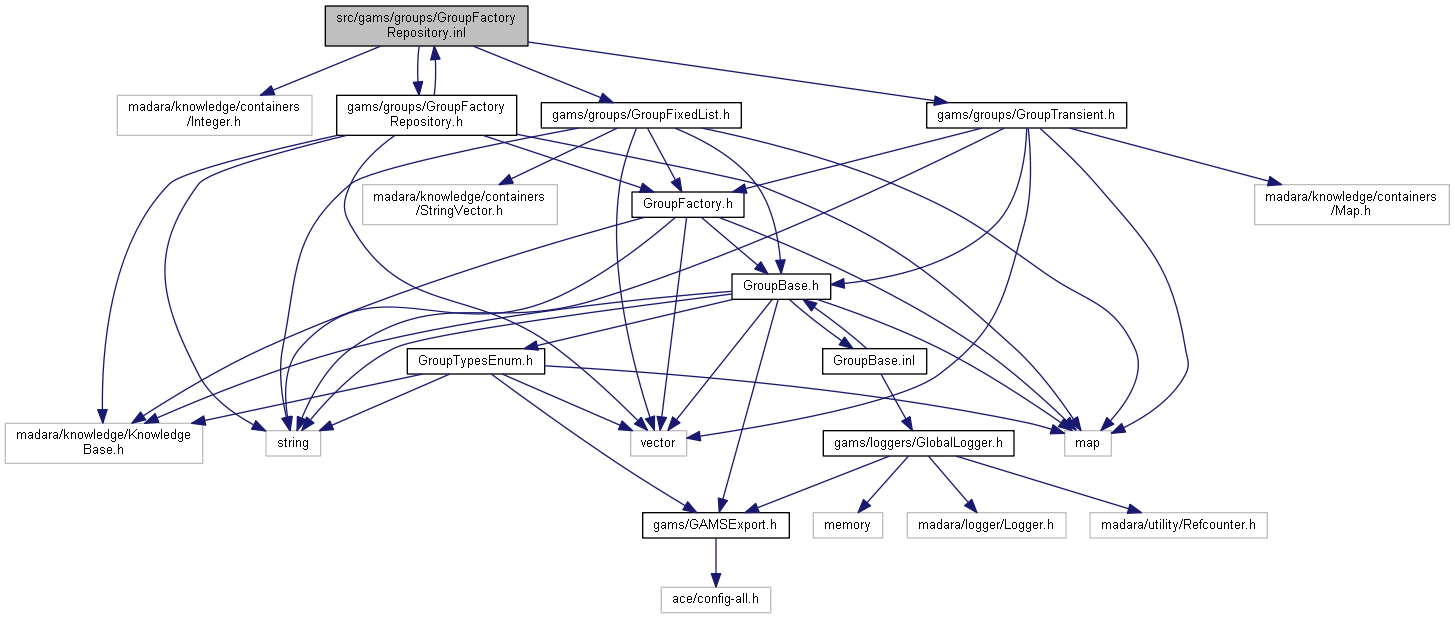 src/gams/groups/GroupFactory
Repository.inl
madara/knowledge/containers
/Integer.h
gams/groups/GroupFactory
Repository.h
gams/groups/GroupFixedList.h
gams/groups/GroupTransient.h
madara/knowledge/containers
/StringVector.h
GroupFactory.h
madara/knowledge/containers
/Map.h
GroupBase.h
GroupTypesEnum.h
GroupBase.inl
madara/knowledge/Knowledge
Base.h
string
vector
gams/loggers/GlobalLogger.h
map
gams/GAMSExport.h
memory
madara/logger/Logger.h
madara/utility/Refcounter.h
ace/config-all.h